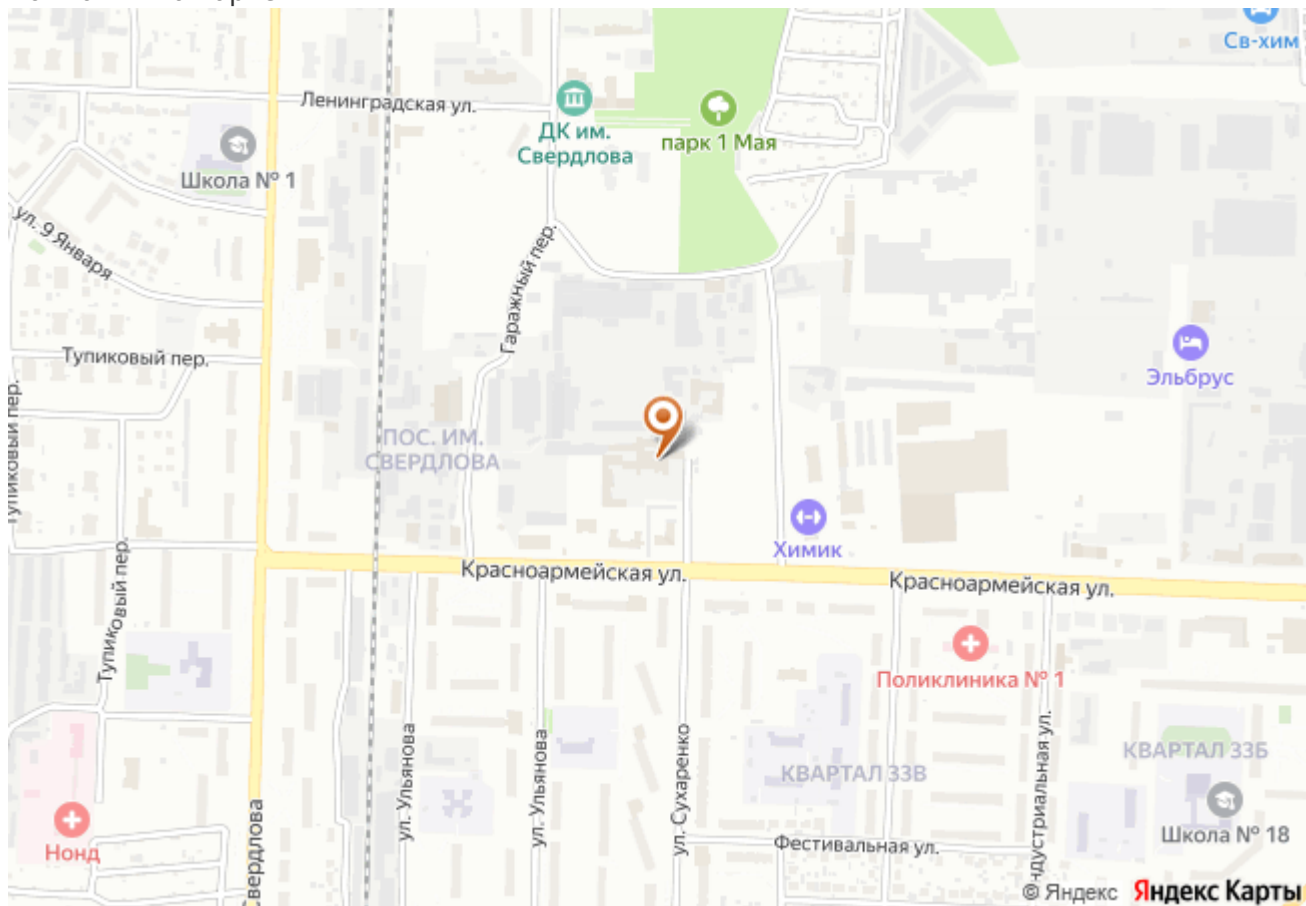 Св-хим
Ленинградская ул.
ДК им.
Свердлова
парк 1 Мая
Школа № 1
ул. 9 Января
Гаражный пер.
Тупиковый пер.
Эльбрус
Тупиковый пер.
ПОС. ИМ.
СВЕРДЛОВА
Химик
Красноармейская ул.
Красноармейская ул.
Тупиковый пер.
Поликлиника № 1
ул. Ульянова
ул. Ульянова
ул. Сухаренко
КВАРТАЛ 33В
Индустриальная ул.
КВАРТАЛ 33Б
Нонд
Свердлова
Фестивальная ул.
Школа № 18
© Яндекс Яндекс Карты